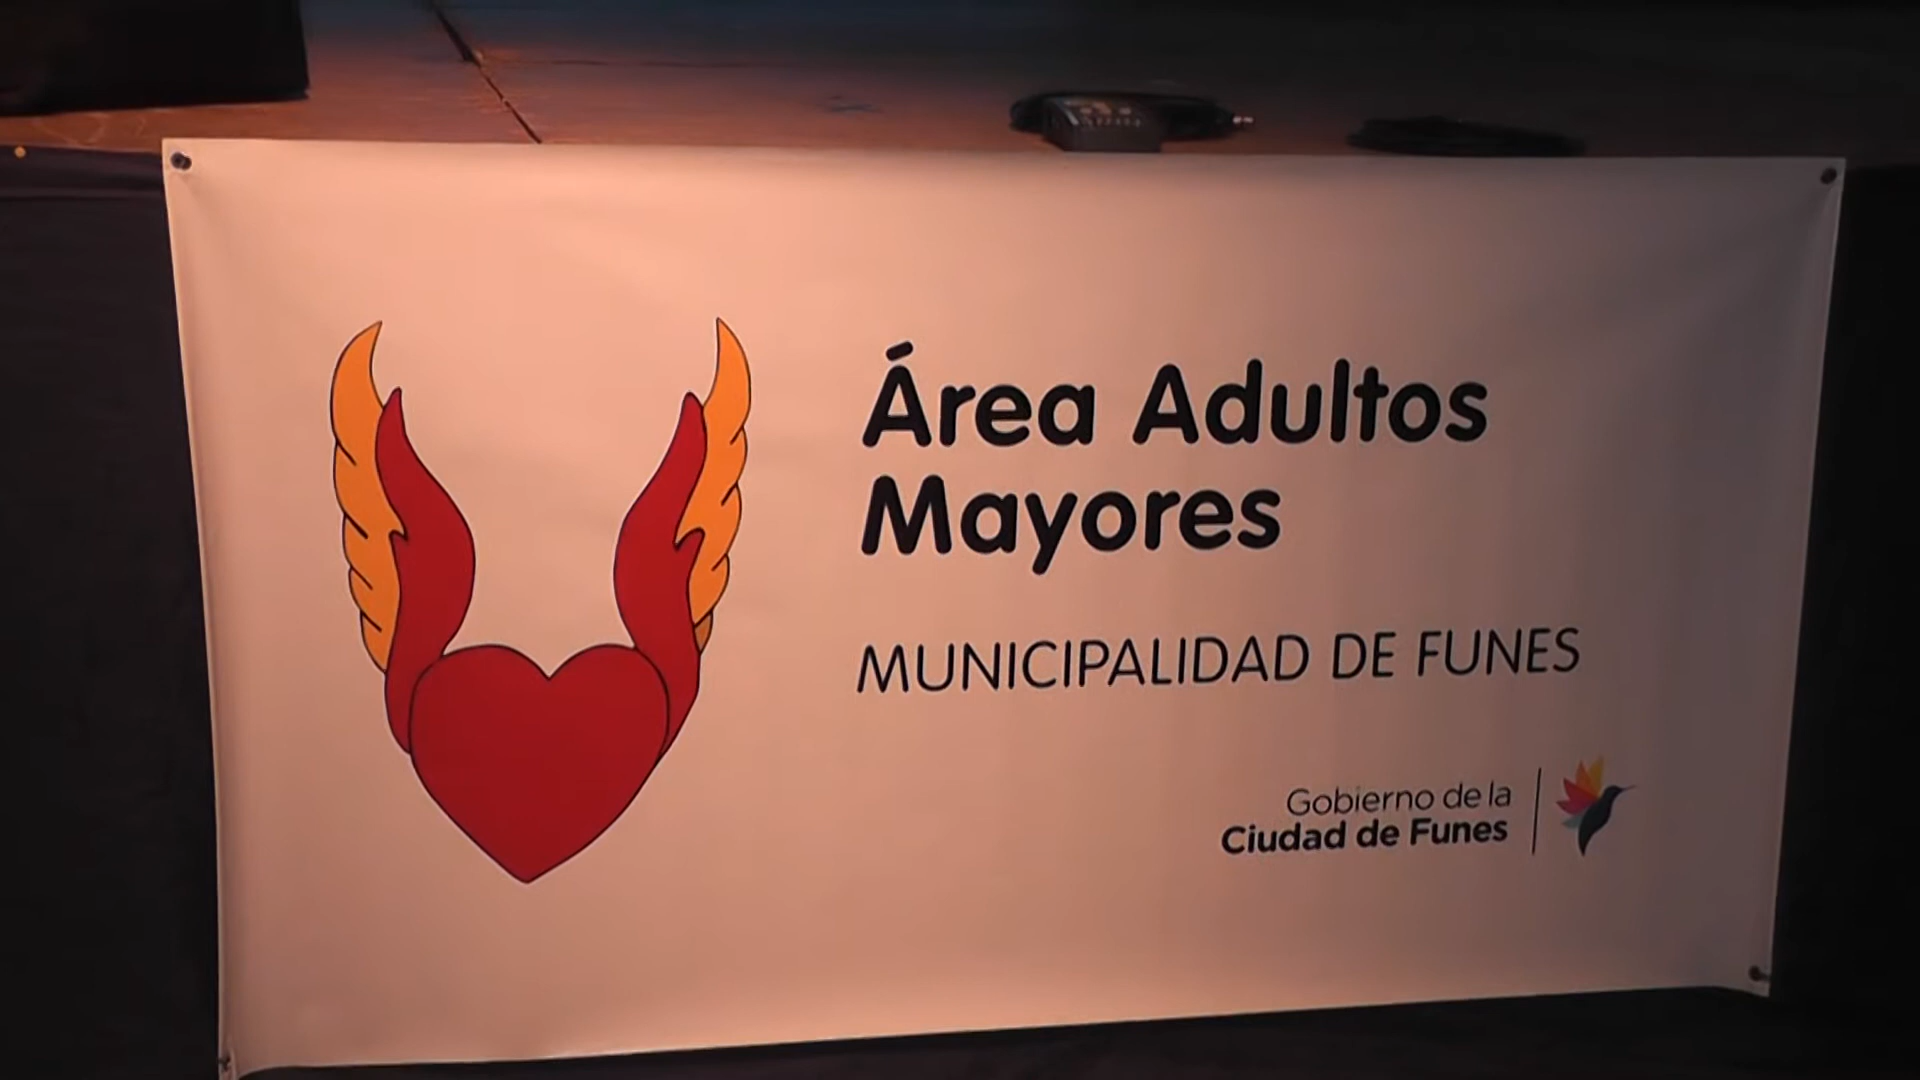 Área Adultos
Mayores
MUNICIPALIDAD DE FUNES
Gobierno de la
Ciudad de Funes